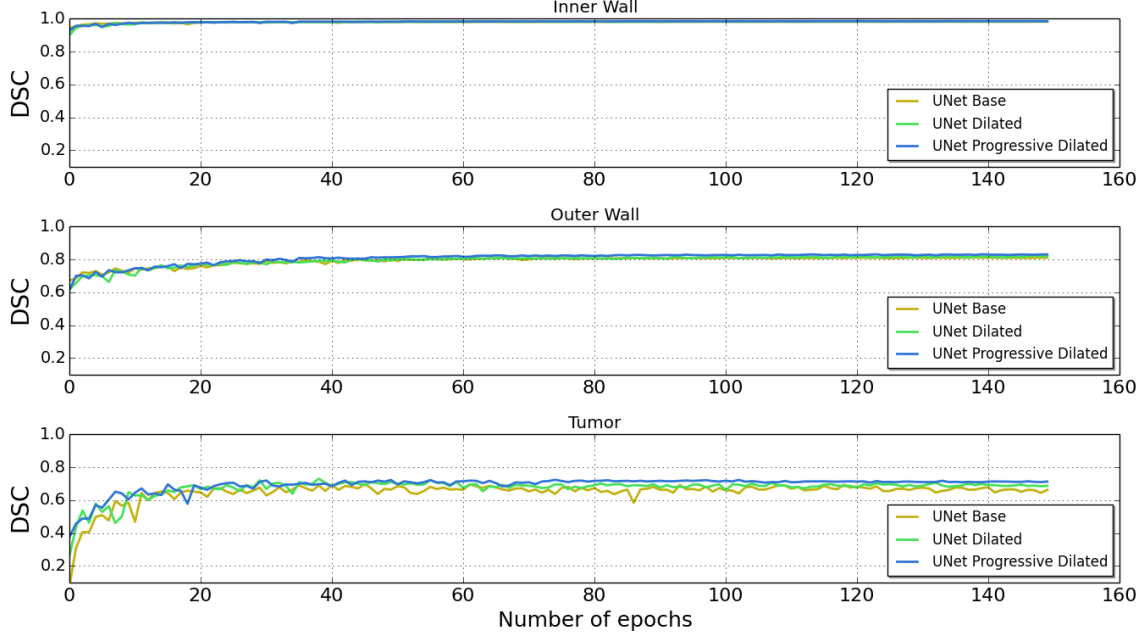 Inner Wall
DSC
1.0
0.8
0.6
0.4
0.2
UNet Base
UNet Dilated
UNet Progressive Dilated
0 20 40 60 80 100 120 140 160
Outer Wall
DSC
1.0
0.8
0.6
0.4
0.2
UNet Base
UNet Dilated
UNet Progressive Dilated
0 20 40 60 80 100 120 140 160
Tumor
DSC
1.0
0.8
0.6
0.4
0.2
UNet Base
UNet Dilated
UNet Progressive Dilated
0 20 40 60 80 100 120 140 160
Number of epochs